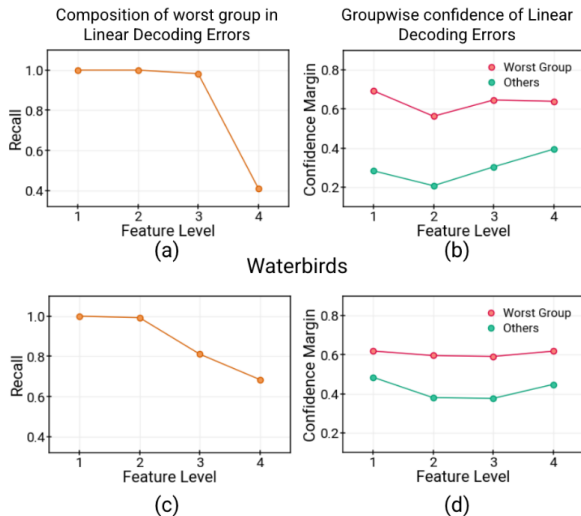 Composition of worst group in
Linear Decoding Errors
Groupwise confidence of Linear
Decoding Errors
Recall
1.0
0.8
0.6
0.4
1 2 3 4
Feature Level
(a)
Confidence Margin
0.8
0.6
0.4
0.2
Worst Group
Others
1 2 3 4
Feature Level
(b)
Waterbirds
Recall
1.0
0.8
0.6
0.4
1 2 3 4
Feature Level
(c)
Confidence Margin
0.8
0.6
0.4
0.2
Worst Group
Others
1 2 3 4
Feature Level
(d)